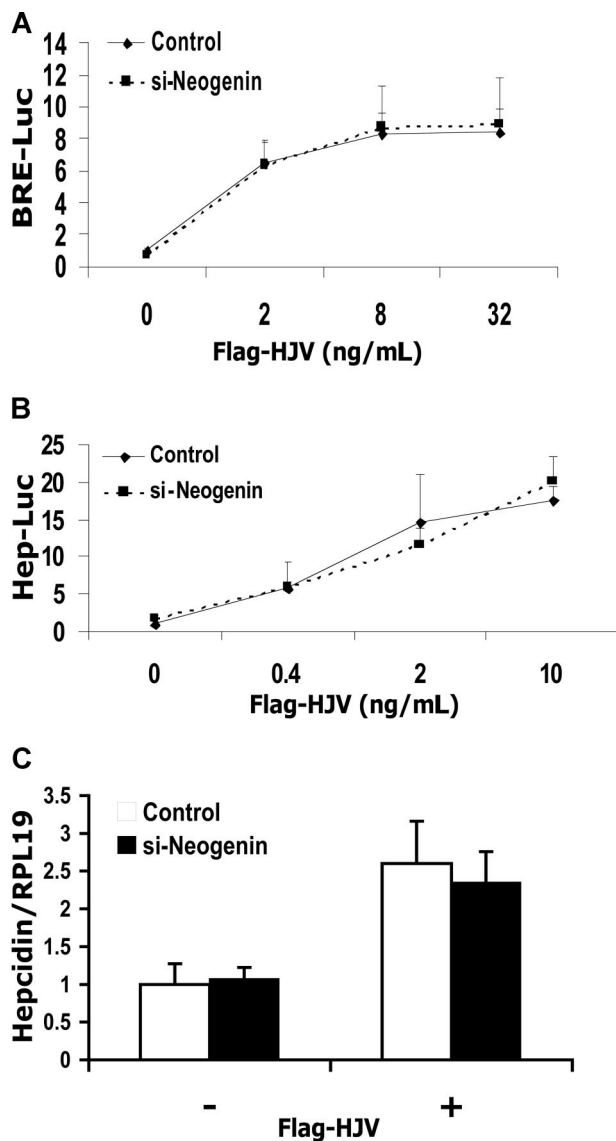 A
BRE-Luc
14
12
10
8
6
4
2
0
Control
si-Neogenin
0 2 8 32
Flag-HJV (ng/mL)
B
Hep-Luc
25
20
15
10
5
0
Control
si-Neogenin
0 0.4 2 10
Flag-HJV (ng/mL)
C
Hepcidin/RPL19
3.5
3
2.5
2
1.5
1
0.5
0
Control
si-Neogenin
- +
Flag-HJV